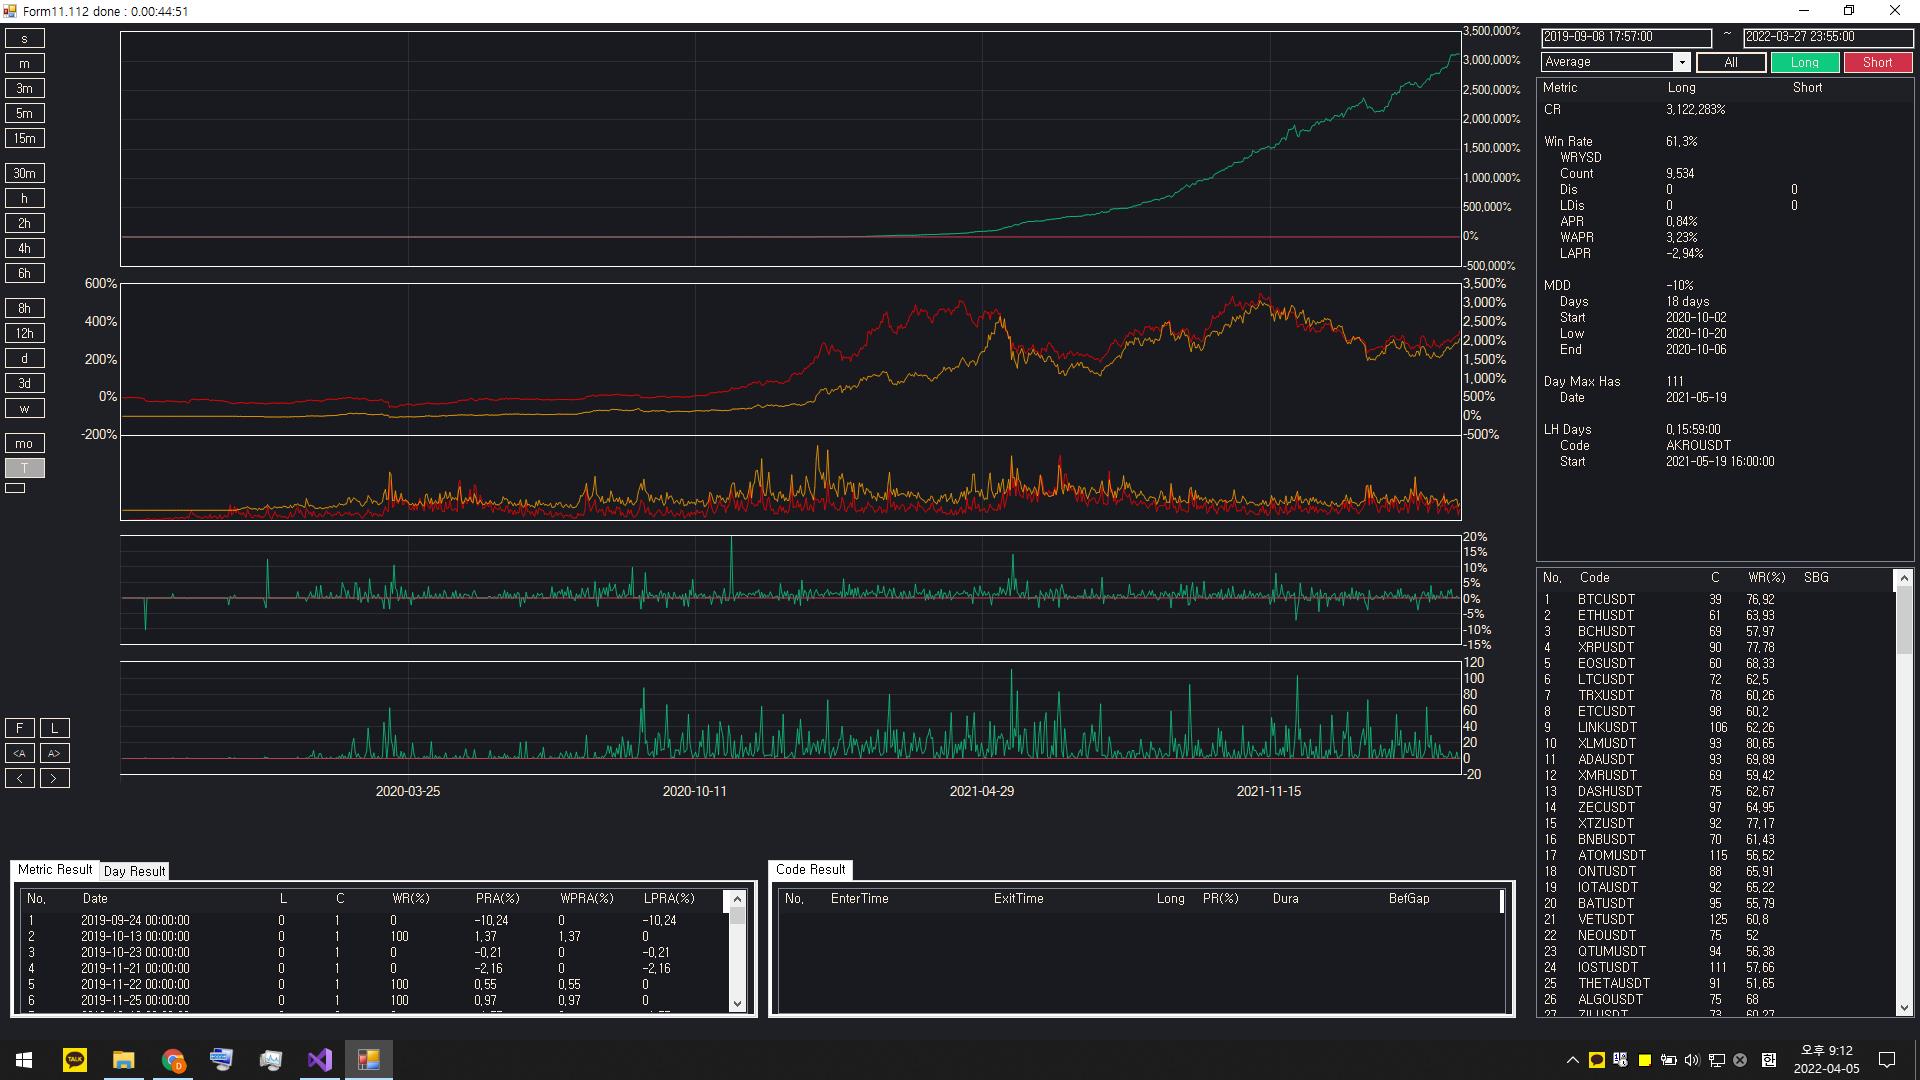 Form11.112 done : 0.00:44:51
s
m
3m
5m
15m
30m
h
2h
4h
6h
8h
12h
d
3d
w
mo
T
F L
<A A>
< >
3,500,000%
3,000,000%
2,500,000%
2,000,000%
1,500,000%
1,000,000%
500,000%
0%
-500,000%
600%
400%
200%
0%
-200%
3,500%
3,000%
2,500%
2,000%
1,500%
1,000%
500%
0%
-500%
20%
15%
10%
5%
0%
-5%
-10%
-15%
120
100
80
60
40
20
0
-20
2020-03-25 2020-10-11 2021-04-29 2021-11-15
2019-09-08 17:57:00 ~ 2022-03-27 23:55:00
Average All Long Short
Metric Long Short
CR 3,122,283%
Win Rate 61.3%
WRYSD
Count 9,534
Dis 0 0
LDis 0 0
APR 0.84%
WAPR 3.23%
LAPR -2.94%
MDD -10%
Days 18 days
Start 2020-10-02
Low 2020-10-20
End 2020-10-06
Day Max Has 111
Date 2021-05-19
LH Days 0.15:59:00
Code AKROUSDT
Start 2021-05-19 16:00:00
No. Code C WR(%) SBG
1 BTCUSDT 39 76.92
2 ETHUSDT 61 63.93
3 BCHUSDT 69 57.97
4 XRPUSDT 90 77.78
5 EOSUSDT 60 68.33
6 LTCUSDT 72 62.5
7 TRXUSDT 78 60.26
8 ETCUSDT 98 60.2
9 LINKUSDT 106 62.26
10 XLMUSDT 93 80.65
11 ADAUSDT 93 69.89
12 XMRUSDT 69 59.42
13 DASHUSDT 75 62.67
14 ZECUSDT 97 64.95
15 XTZUSDT 92 77.17
16 BNBUSDT 70 61.43
17 ATOMUSDT 115 56.52
18 ONTUSDT 88 65.91
19 IOTAUSDT 92 65.22
20 BATUSDT 95 55.79
21 VETUSDT 125 60.8
22 NEOUSDT 75 52
23 QTUMUSDT 94 56.38
24 IOSTUSDT 111 57.66
25 THETAUSDT 91 51.65
26 ALGOUSDT 75 68
27 ZILUSDT 73 60.27
Metric Result Day Result
No. Date L C WR(%) PRA(%) WPRA(%) LPRA(%)
1 2019-09-24 00:00:00 0 1 0 -10.24 0 -10.24
2 2019-10-13 00:00:00 0 1 100 1.37 1.37 0
3 2019-10-23 00:00:00 0 1 0 -0.21 0 -0.21
4 2019-11-21 00:00:00 0 1 0 -2.16 0 -2.16
5 2019-11-22 00:00:00 0 1 100 0.55 0.55 0
6 2019-11-25 00:00:00 0 1 100 0.97 0.97 0
Code Result
No. EnterTime ExitTime Long PR(%) Dura BefGap
TALK
오후 9:12
2022-04-05